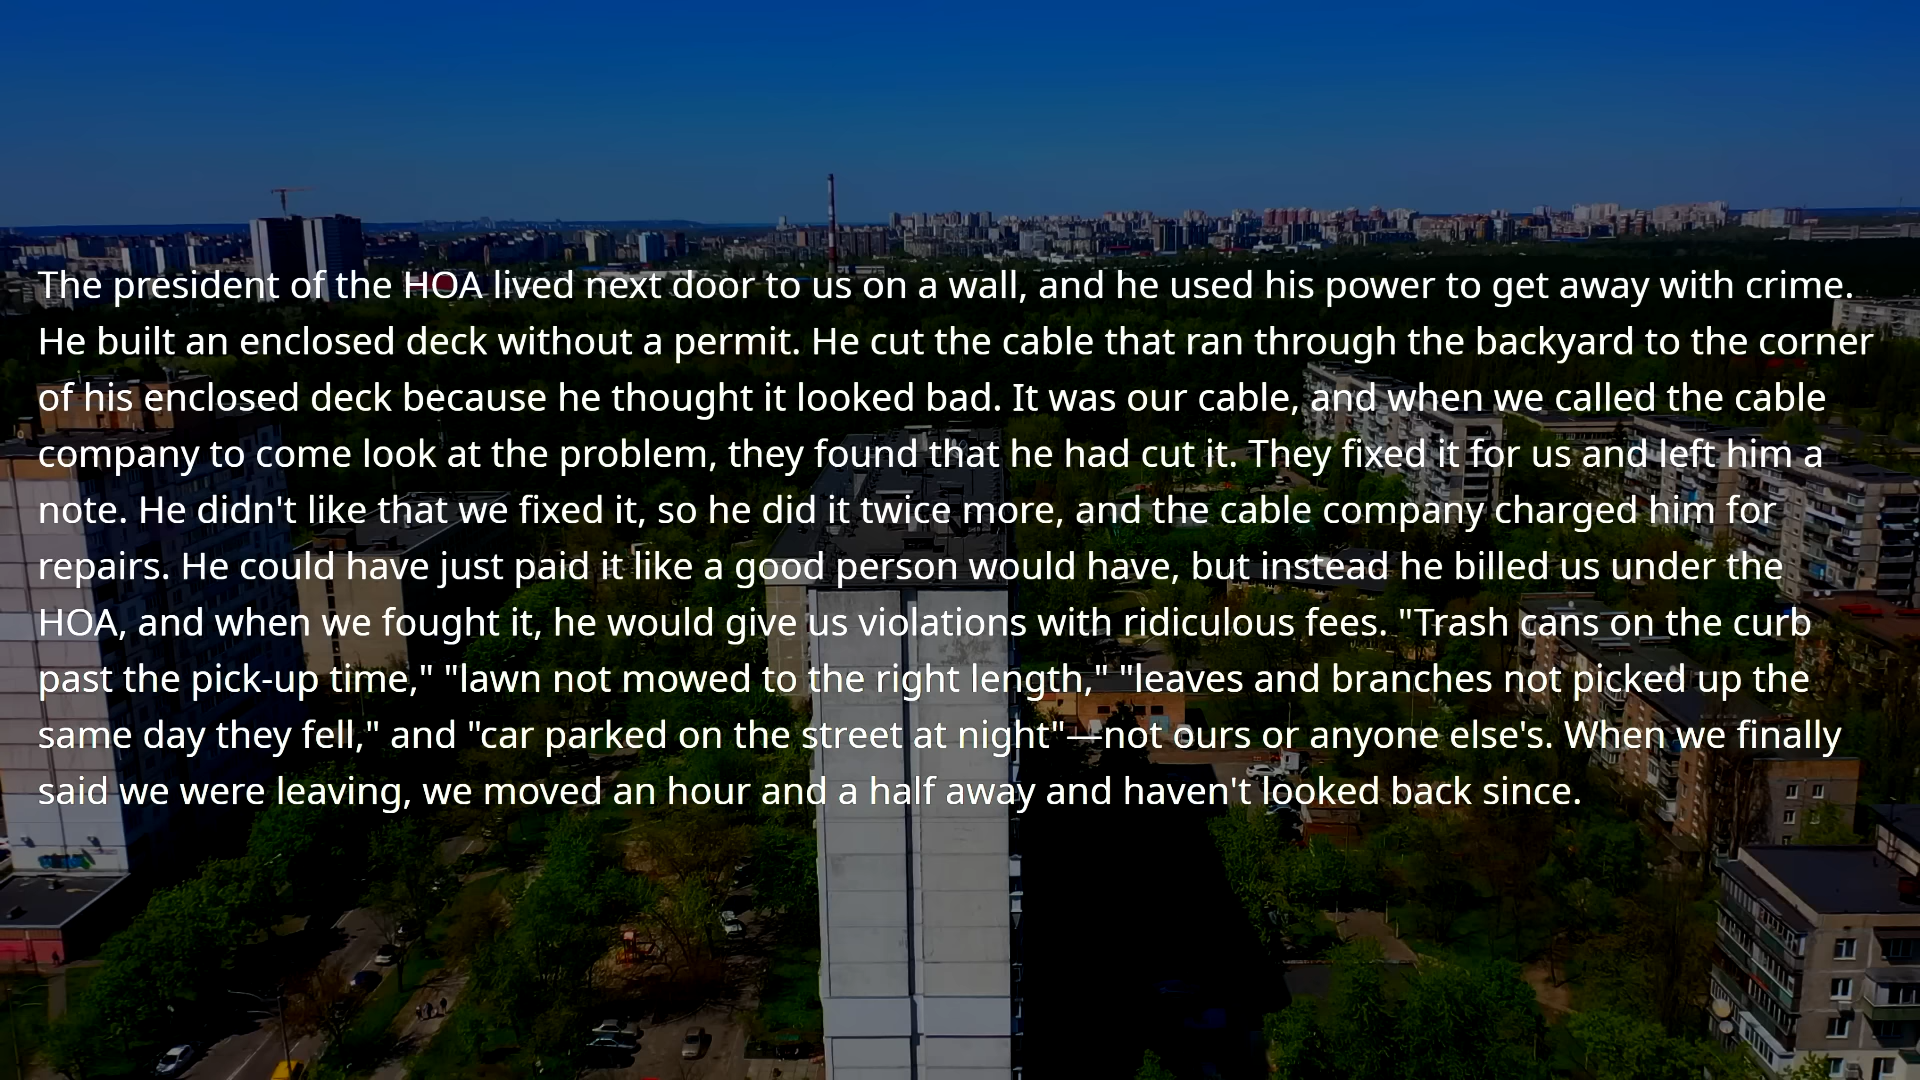 The president of the HOA lived next door to us on a wall, and he used his power to get away with crime.
He built an enclosed deck without a permit. He cut the cable that ran through the backyard to the corner
of his enclosed deck because he thought it looked bad. It was our cable, and when we called the cable
company to come look at the problem, they found that he had cut it. They fixed it for us and left him a
note. He didn't like that we fixed it, so he did it twice more, and the cable company charged him for
repairs. He could have just paid it like a good person would have, but instead he billed us under the
HOA, and when we fought it, he would give us violations with ridiculous fees. "Trash cans on the curb
past the pick-up time," "lawn not mowed to the right length," "leaves and branches not picked up the
same day they fell," and "car parked on the street at night"—not ours or anyone else's. When we finally
said we were leaving, we moved an hour and a half away and haven't looked back since.